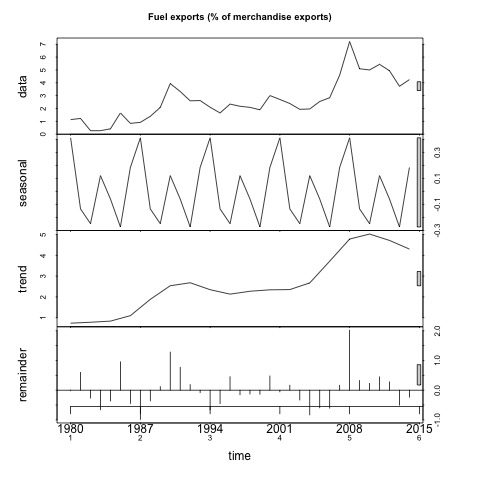 Fuel exports (% of merchandise exports)
data
0 1 2 3 4 5 6 7
seasonal
-0.3 -0.1 0.1 0.3
trend
1 2 3 4 5
remainder
-1.0 0.0 1.0 2.0
1980 1987 1994 2001 2008 2015
1 2 3 4 5 6
time